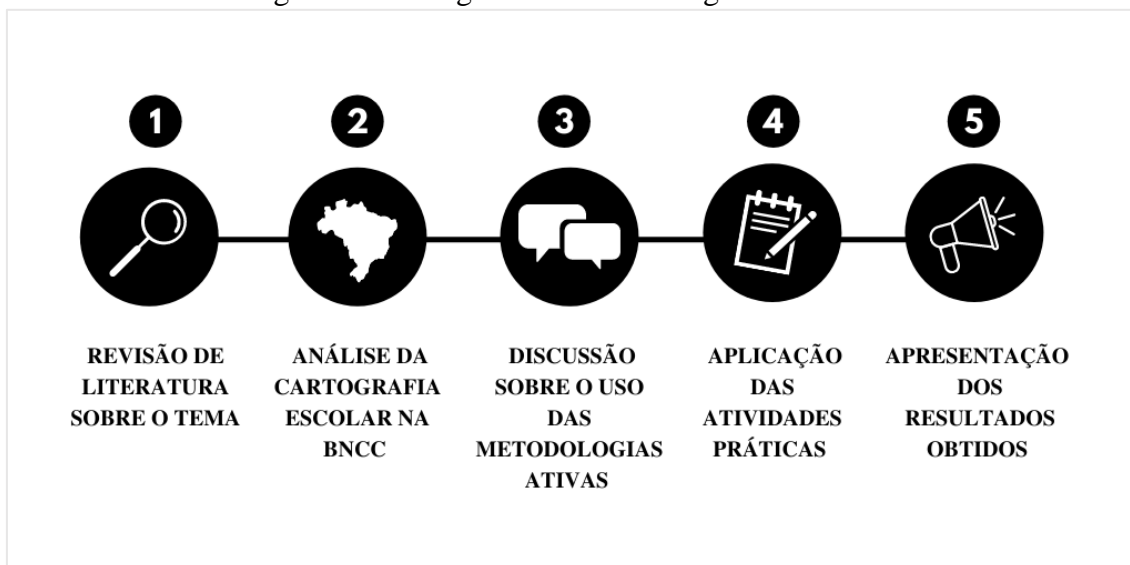 1
2
3
4
5
REVISÃO DE
LITERATURA
SOBRE O TEMA
ANÁLISE DA
CARTOGRAFIA
ESCOLAR NA
BNCC
DISCUSSÃO
SOBRE O USO
DAS
METODOLOGIAS
ATIVAS
APLICAÇÃO
DAS
ATIVIDADES
PRÁTICAS
APRESENTAÇÃO
DOS
RESULTADOS
OBTIDOS